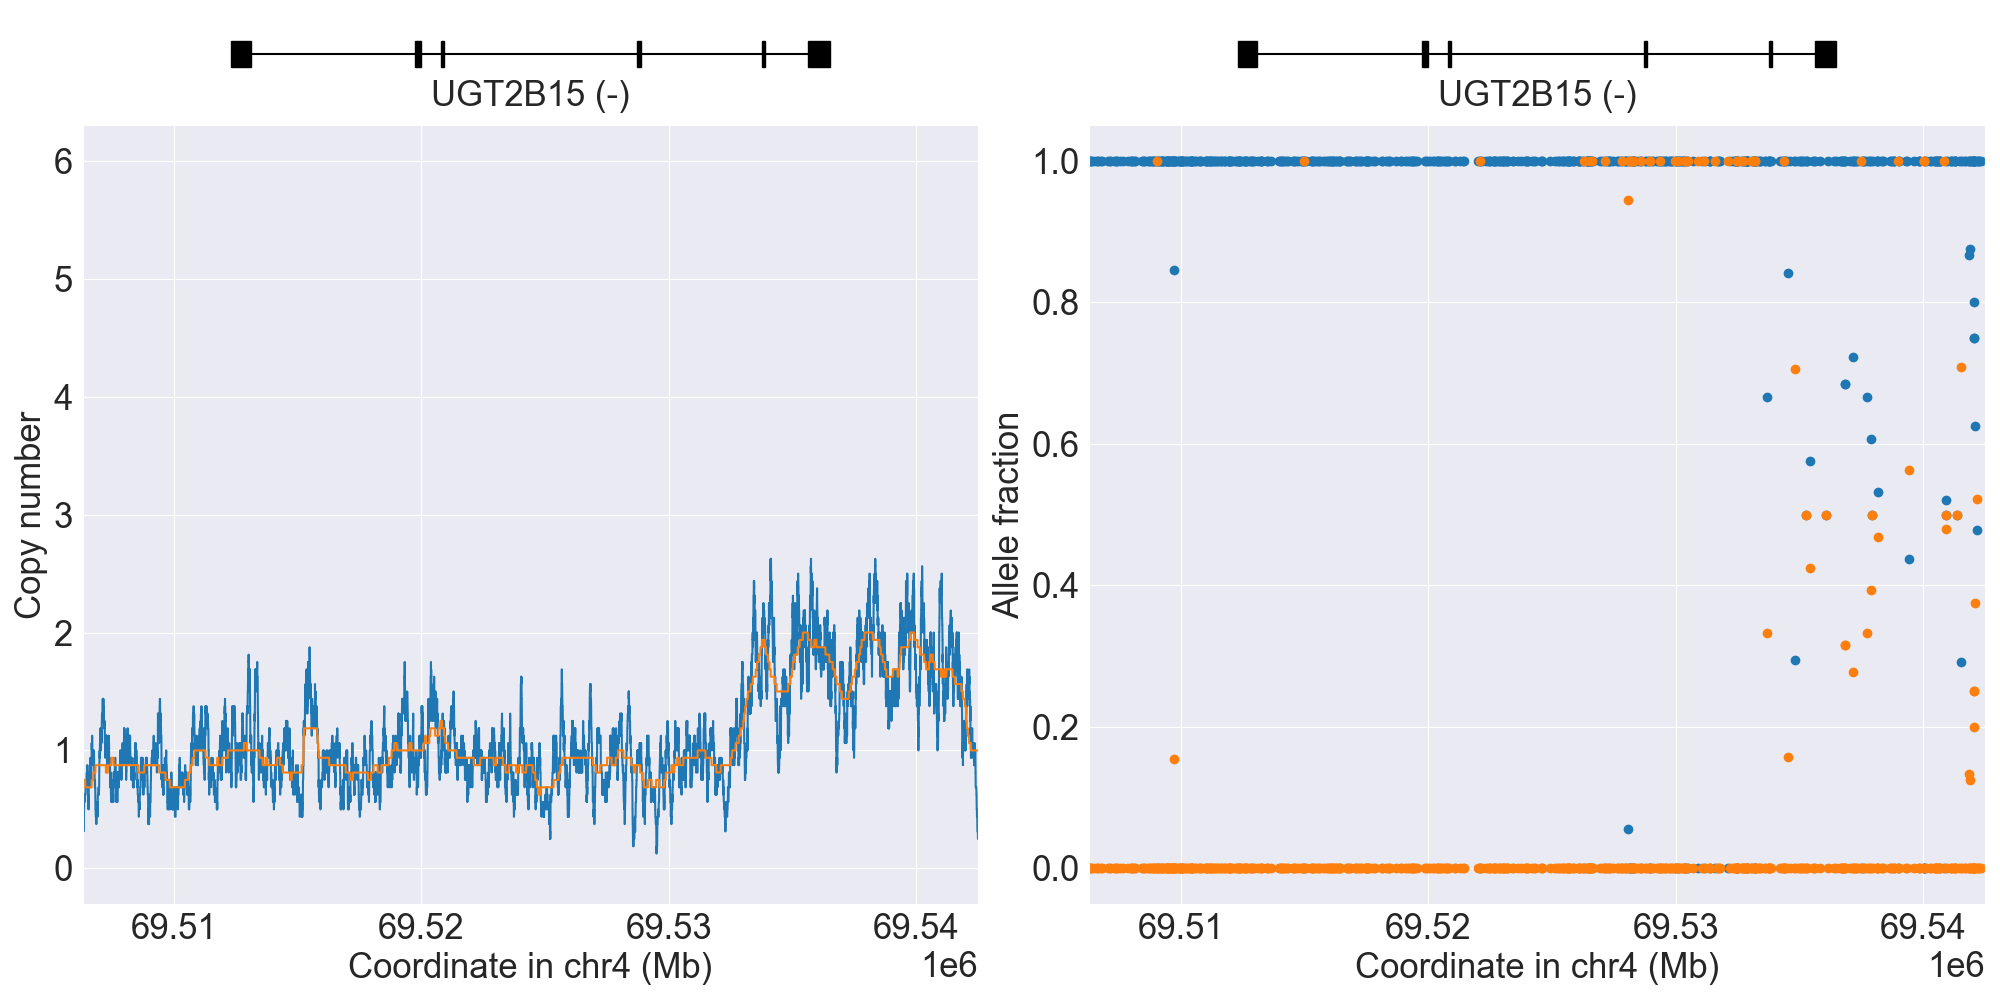 UGT2B15 (-)
6
5
4
3
2
1
0
Copy number
69.51
69.52
69.53
69.54
Coordinate in chr4 (Mb)
1e6
UGT2B15 (-)
1.0
0.8
0.6
0.4
0.2
0.0
Allele fraction
69.51
69.52
69.53
69.54
Coordinate in chr4 (Mb)
1e6